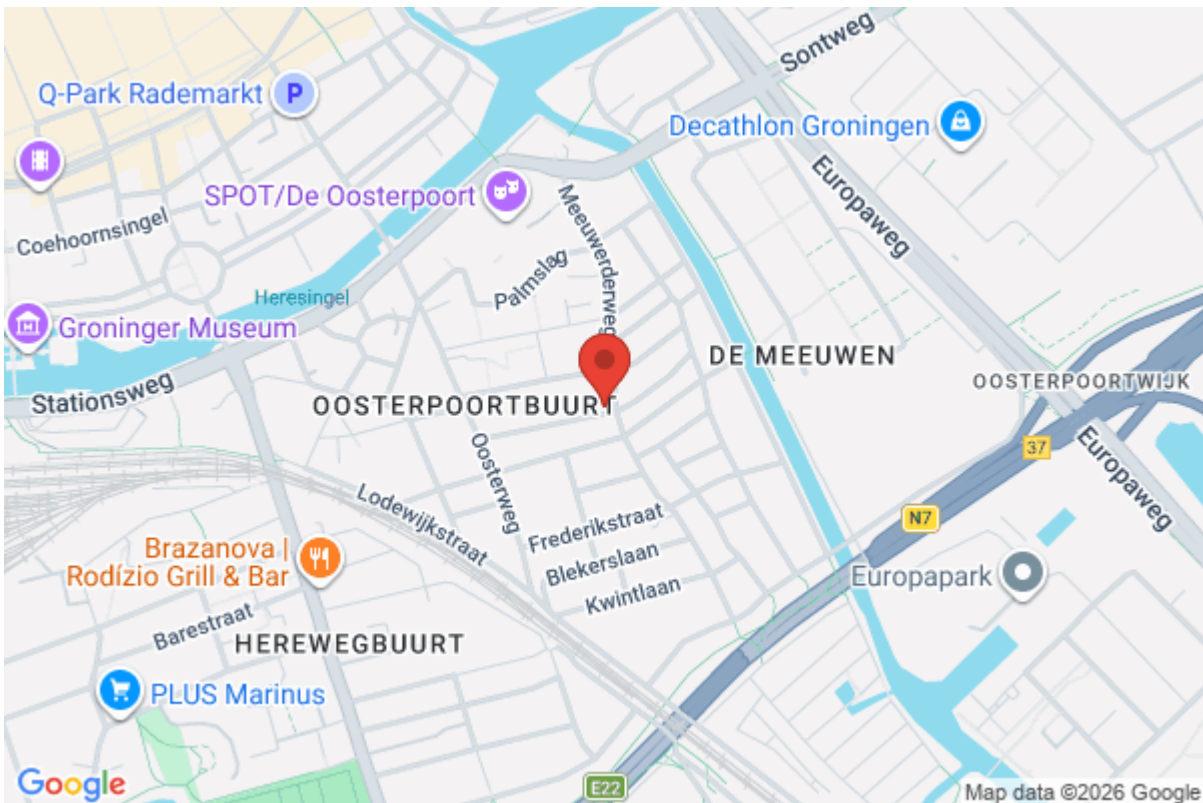 Sontweg
Q-Park Rademarkt
P
Decathlon Groningen
SPOT/De Oosterpoort
Meeuwerderweg
Europaweg
Coehoornsingel
Palmslag
Heresingel
Groninger Museum
DE MEEUWEN
OOSTERPOORTWIJK
Stationsweg
OOSTERPOORTBUURT
37
Europaweg
Oosterweg
Lodewijkstraat
N7
Frederikstraat
Brazanova |
Rodízio Grill & Bar
Blekerslaan
Europapark
Kwintlaan
Barestraat
HEREWEGBUURT
PLUS Marinus
Google
E22
Map data ©2026 Google